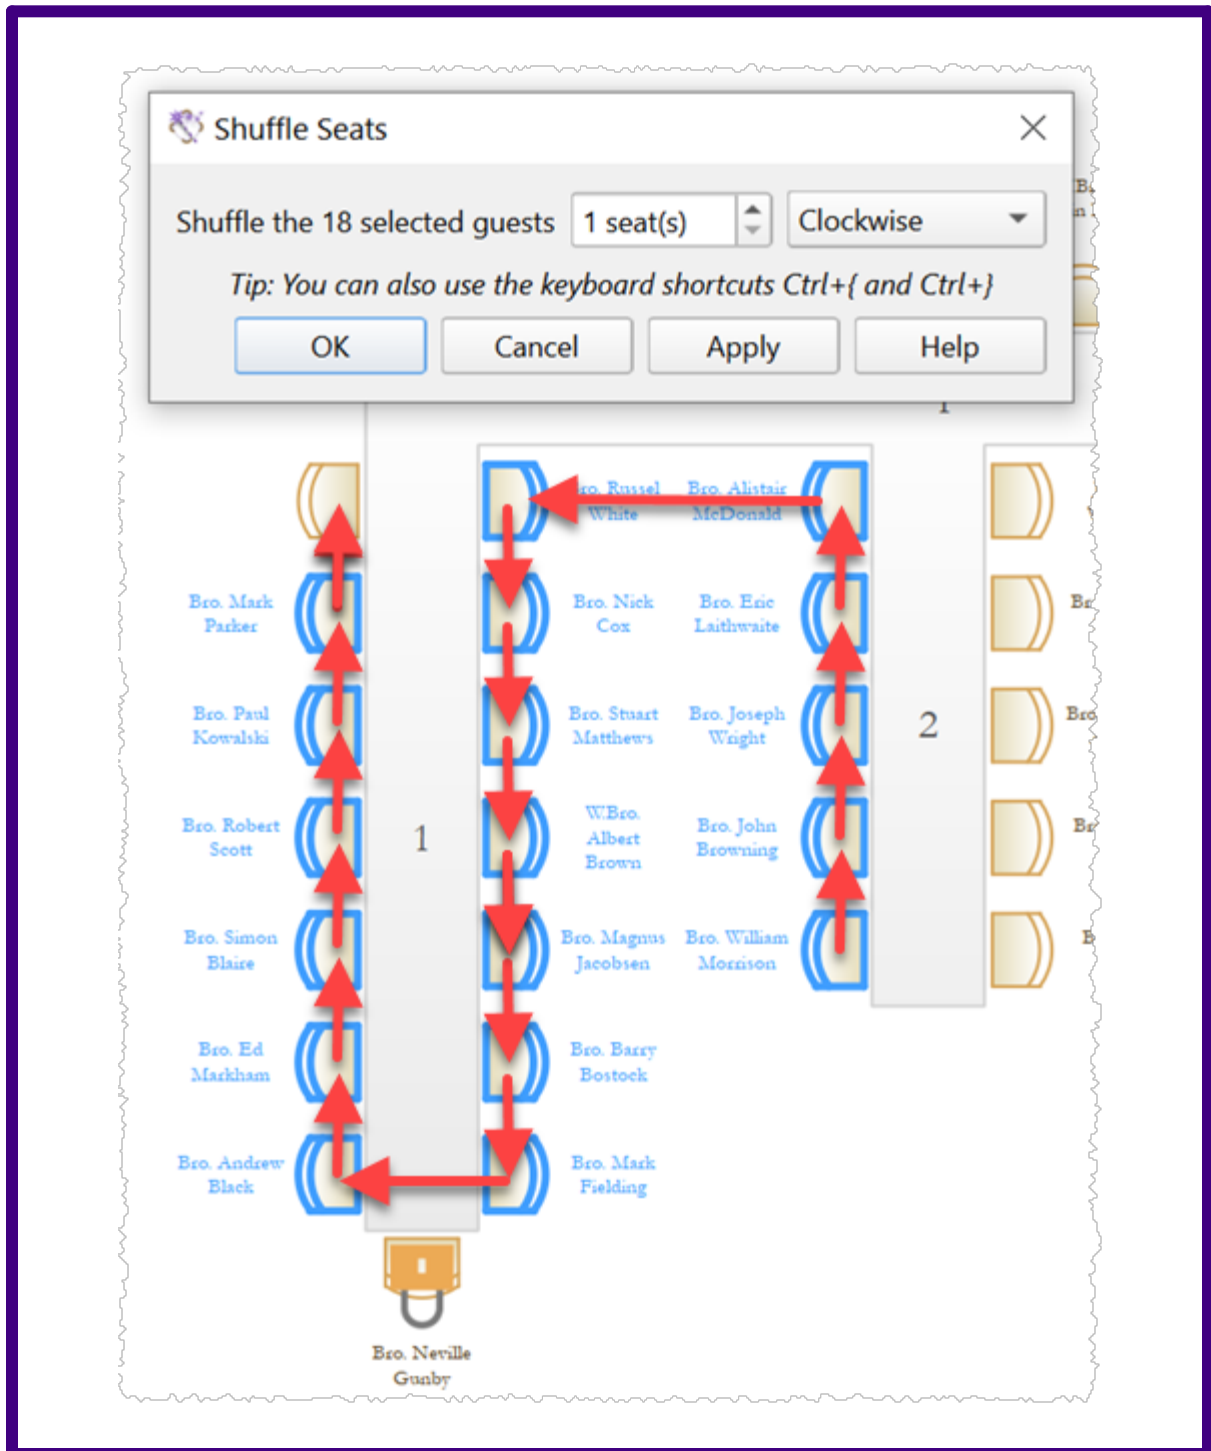 Shuffle Seats
Shuffle the 18 selected guests 1 seat(s) Clockwise
Tip: You can also use the keyboard shortcuts Ctrl+{ and Ctrl+}
OK Cancel Apply Help
Bro. Russel
White
Bro. Alistair
McDonald
Bro. Mark
Parker
Bro. Nick
Cox
Bro. Eric
Laithwaite
Bro. Paul
Kowalski
Bro. Stuart
Matthews
Bro. Joseph
Wright
2
Bro. Robert
Scott
1
W.Bro.
Albert
Brown
Bro. John
Browning
Bro. Simon
Blaire
Bro. Magnus
Jacobsen
Bro. William
Morrison
Bro. Ed
Markham
Bro. Barry
Bostock
Bro. Andrew
Black
Bro. Mark
Fielding
Bro. Neville
Gunby